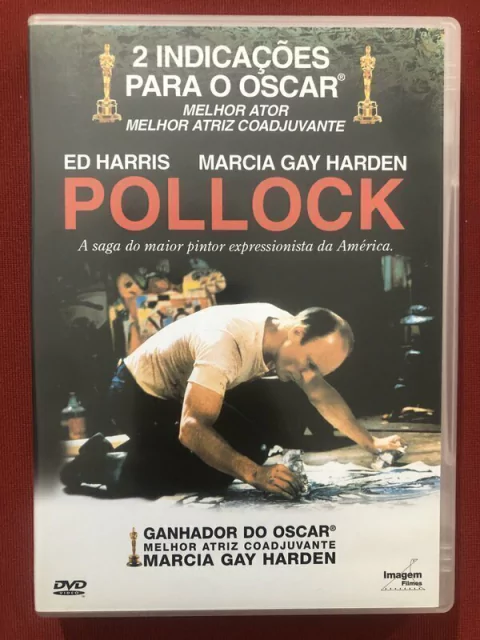 2 INDICAÇÕES
PARA O OSCAR®
MELHOR ATOR
MELHOR ATRIZ COADJUVANTE
ED HARRIS MARCIA GAY HARDEN
POLLOCK
A saga do maior pintor expressionista da América.
GANHADOR DO OSCAR®
MELHOR ATRIZ COADJUVANTE
MARCIA GAY HARDEN
DVD
VIDEO
Imagem
Filmes